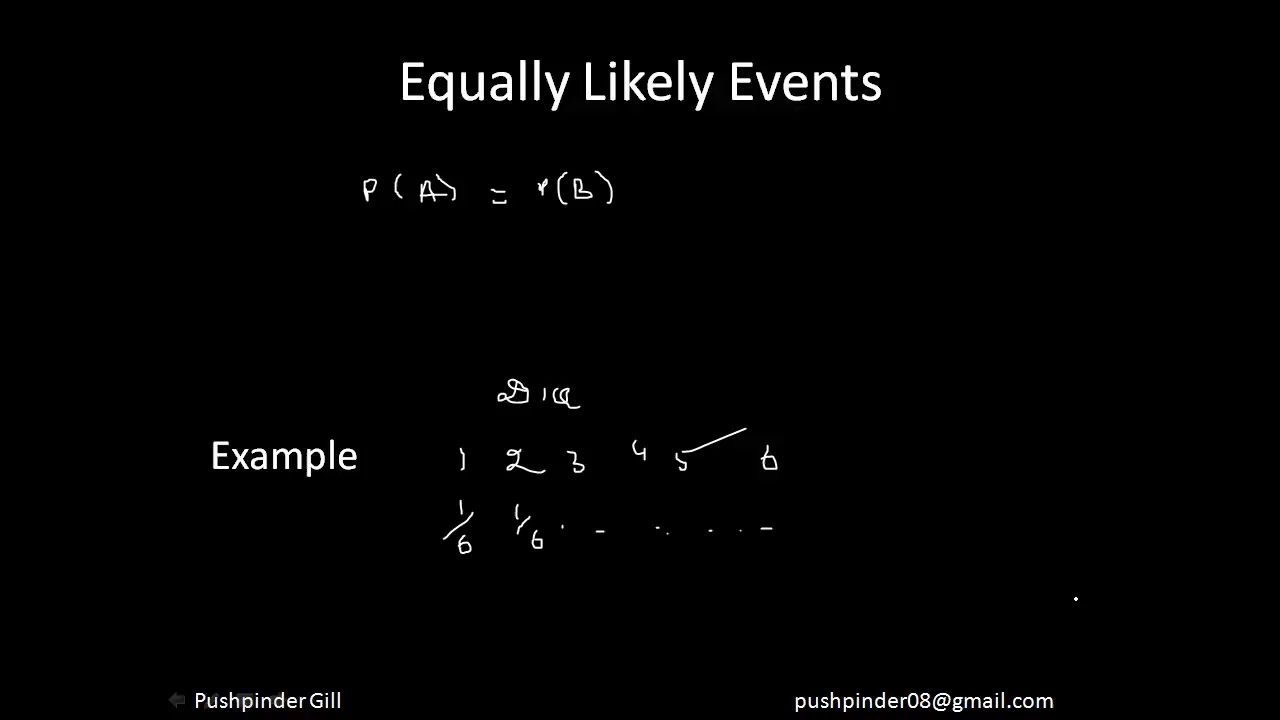 Equally Likely Events
P(A) = P(B)
Dice
Example 1 2 3 4 5 6
1/6 1/6 . - . . . . -
Pushpinder Gill pushpinder08@gmail.com